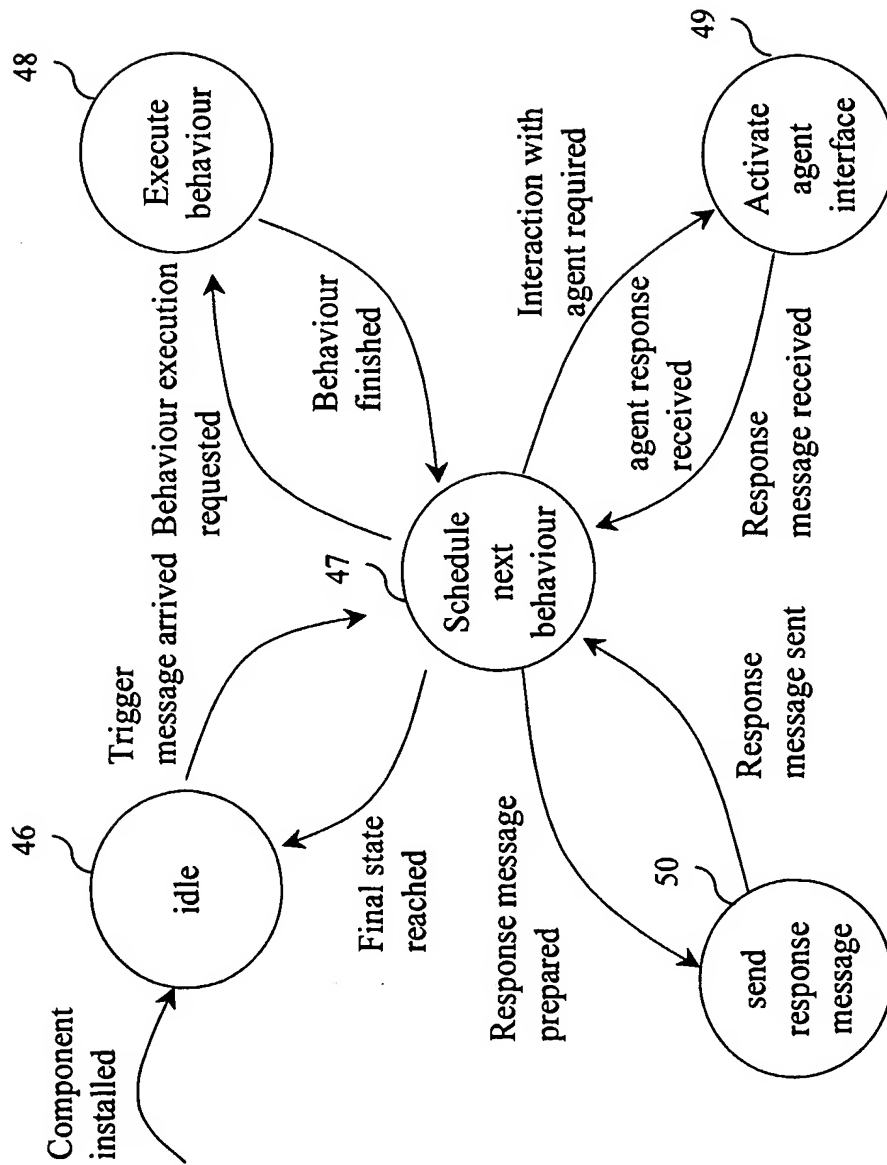 Component
installed
46
idle
Trigger
message arrived
Final state
reached
47
Schedule
next
behaviour
Behaviour execution
requested
Behaviour
finished
48
Execute
behaviour
Response message
prepared
50
send
response
message
Response
message sent
Interaction with
agent required
agent response
received
Response
message received
49
Activate
agent
interface